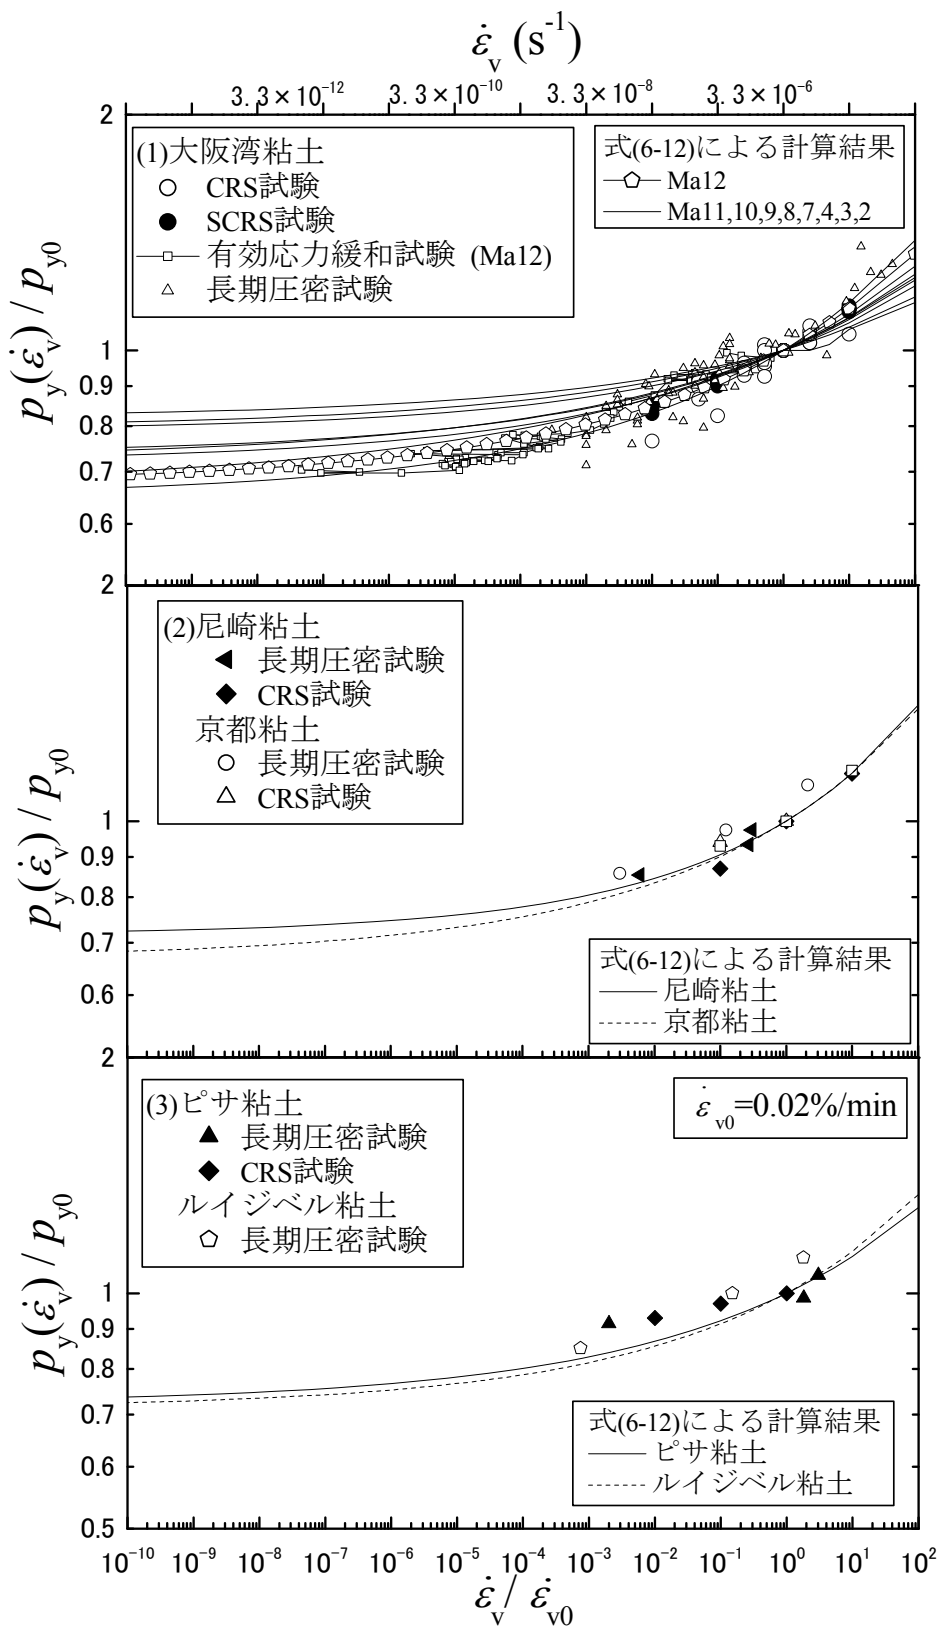 ε̇v (s⁻¹)
3.3×10⁻¹² 3.3×10⁻¹⁰ 3.3×10⁻⁸ 3.3×10⁻⁶
2
(1)大阪湾粘土
CRS試験
SCRS試験
有効応力緩和試験 (Ma12)
長期圧密試験
式(6-12)による計算結果
Ma12
Ma11,10,9,8,7,4,3,2
py(ε̇v) / py0
1
0.9
0.8
0.7
0.6
2
(2)尼崎粘土
長期圧密試験
CRS試験
京都粘土
長期圧密試験
CRS試験
py(ε̇v) / py0
1
0.9
0.8
0.7
0.6
式(6-12)による計算結果
尼崎粘土
京都粘土
2
(3)ピサ粘土
長期圧密試験
CRS試験
ルイジベル粘土
長期圧密試験
ε̇v0=0.02%/min
py(ε̇v) / py0
1
0.9
0.8
0.7
0.6
0.5
式(6-12)による計算結果
ピサ粘土
ルイジベル粘土
10⁻¹⁰ 10⁻⁹ 10⁻⁸ 10⁻⁷ 10⁻⁶ 10⁻⁵ 10⁻⁴ 10⁻³ 10⁻² 10⁻¹ 10⁰ 10¹ 10²
ε̇v / ε̇v0